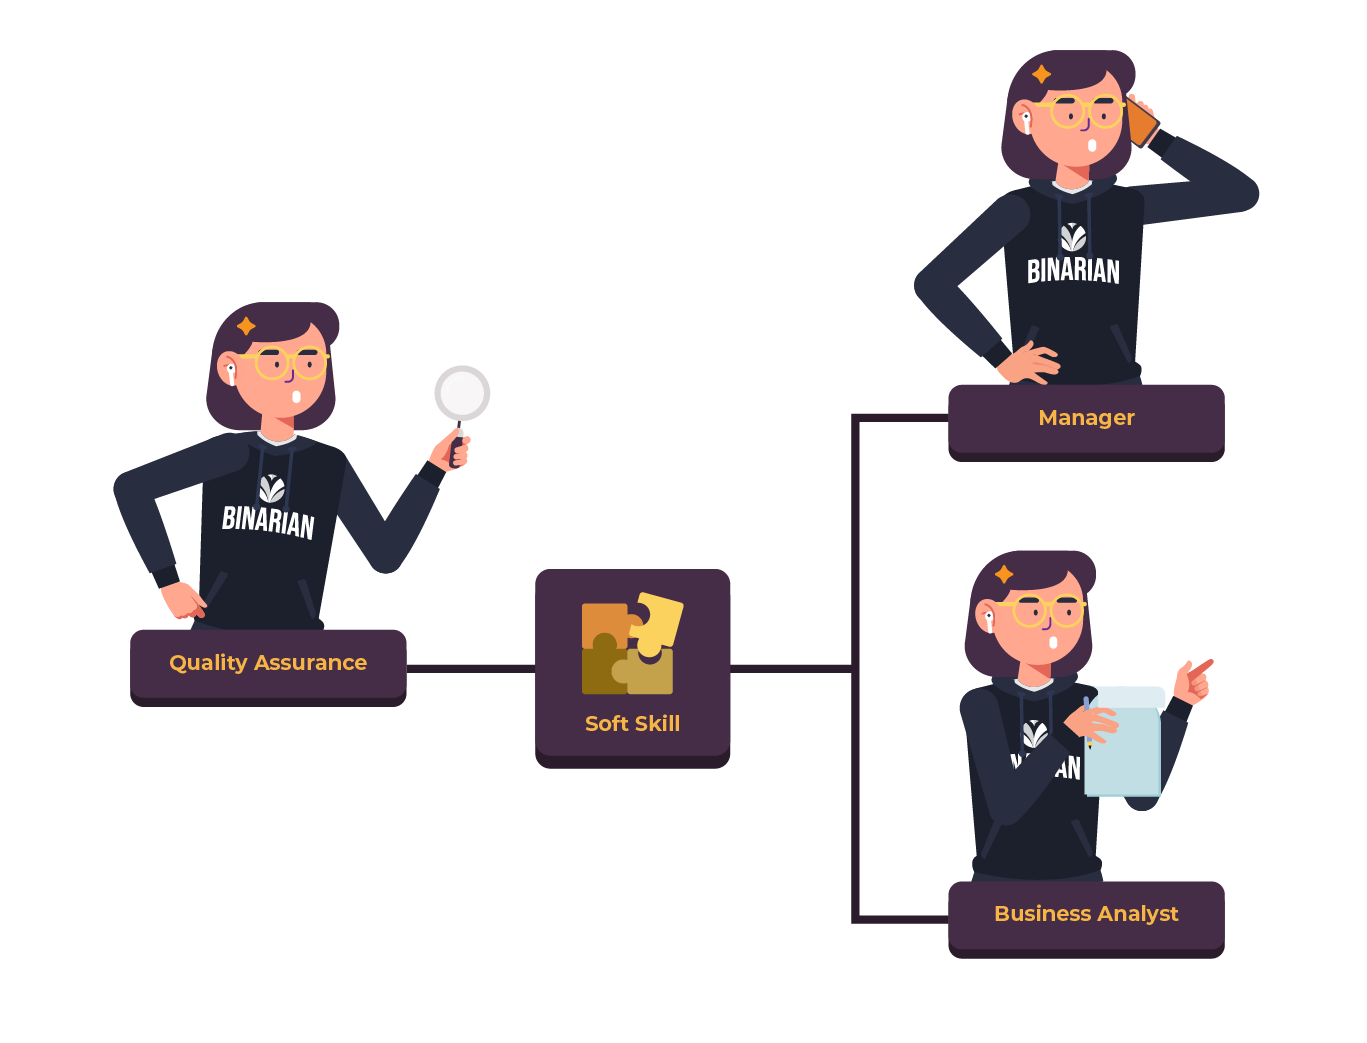 BINARIAN
Manager
BINARIAN
Quality Assurance
Soft Skill
Business Analyst